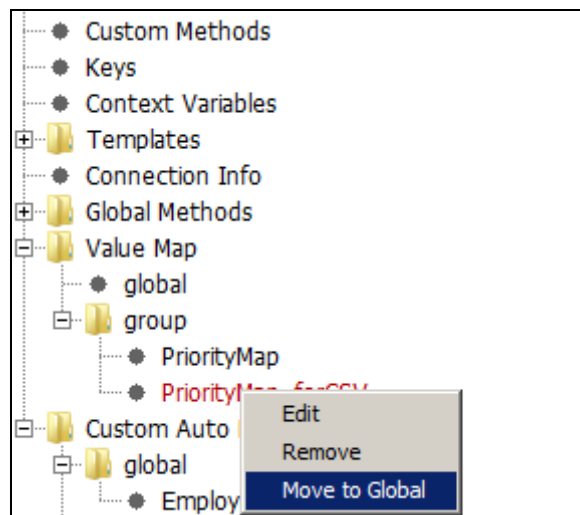 Custom Methods
Keys
Context Variables
Templates
Connection Info
Global Methods
Value Map
global
group
PriorityMap
Edit
Custom Auto
Remove
global
Move to Global